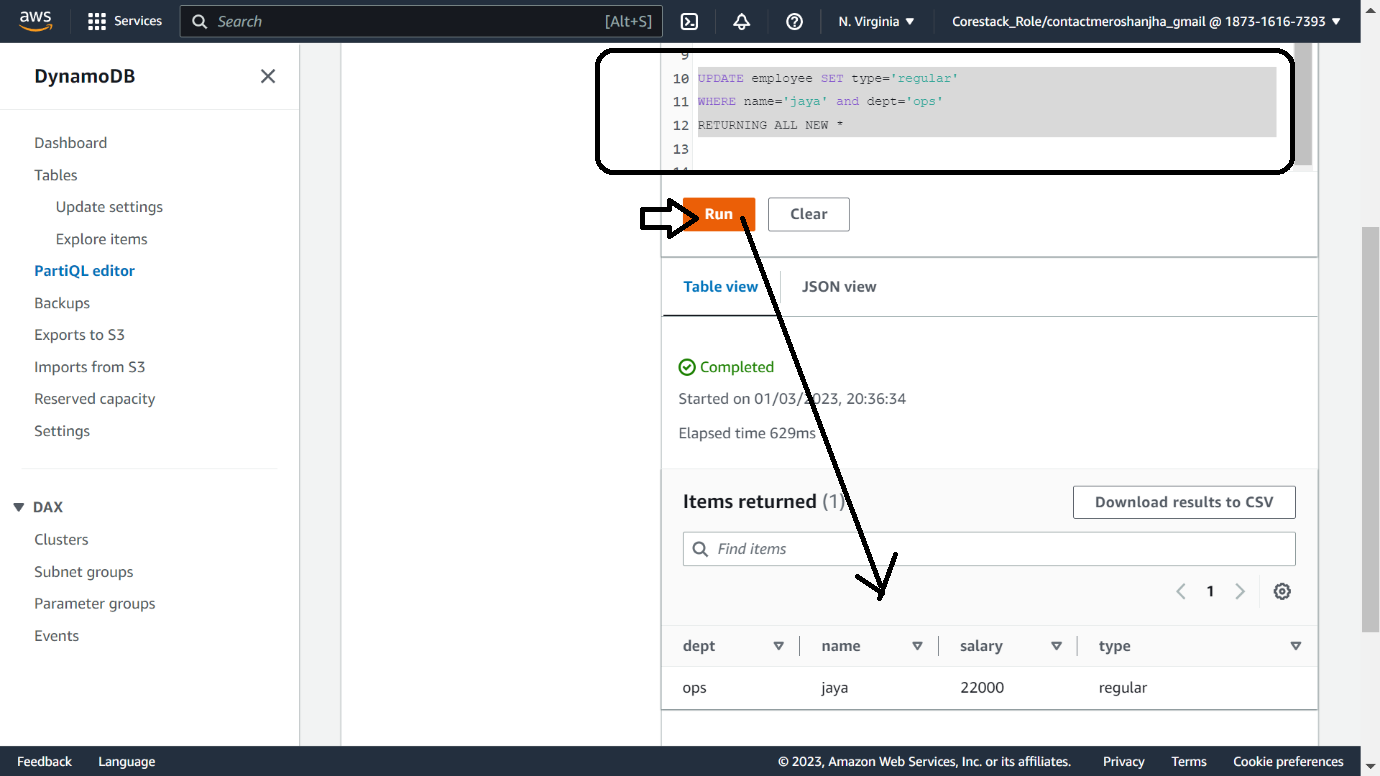 aws
Services
Search [Alt+S]
N. Virginia
Corestack_Role/contactmeroshanjha_gmail @ 1873-1616-7393
DynamoDB
Dashboard
Tables
Update settings
Explore items
PartiQL editor
Backups
Exports to S3
Imports from S3
Reserved capacity
Settings
DAX
Clusters
Subnet groups
Parameter groups
Events
9
10 UPDATE employee SET type='regular'
11 WHERE name='jaya' and dept='ops'
12 RETURNING ALL NEW *
13
14
Run Clear
Table view JSON view
Completed
Started on 01/03/2023, 20:36:34
Elapsed time 629ms
Items returned (1)
Download results to CSV
Find items
1
dept name salary type
ops jaya 22000 regular
Feedback Language © 2023, Amazon Web Services, Inc. or its affiliates. Privacy Terms Cookie preferences